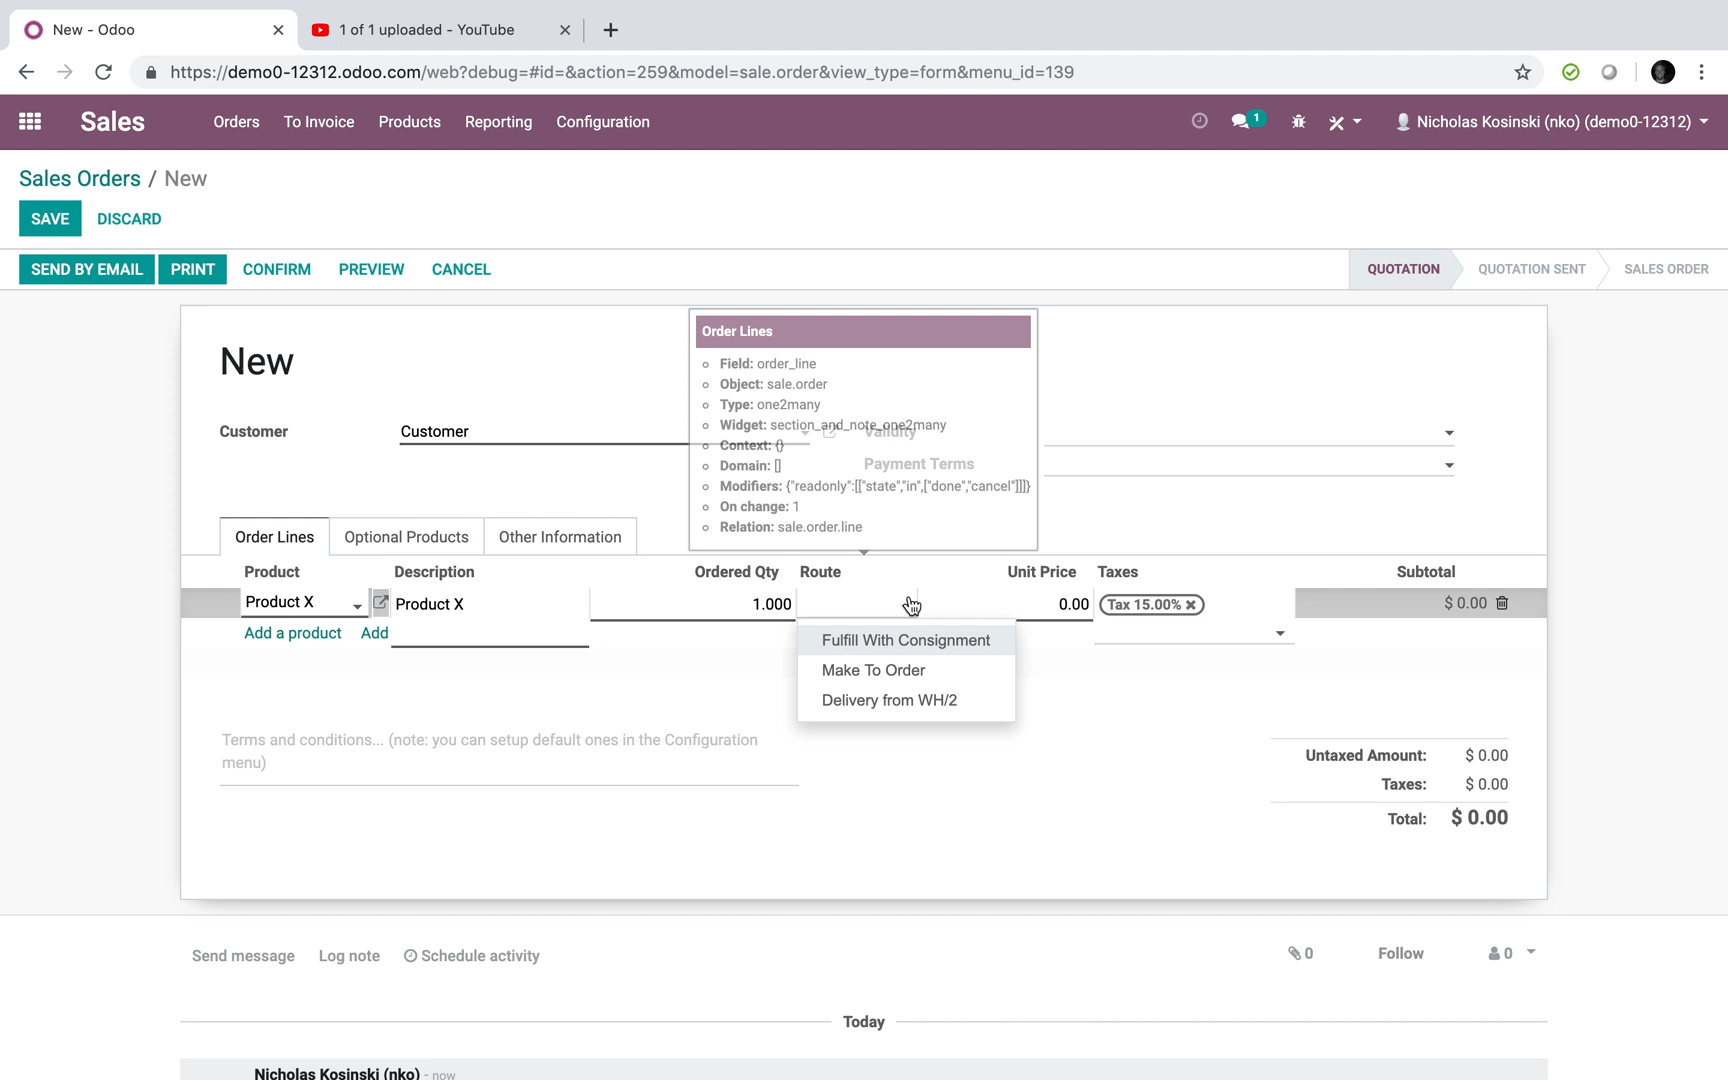 New - Odoo
1 of 1 uploaded - YouTube
https://demo0-12312.odoo.com/web?debug=#id=&action=259&model=sale.order&view_type=form&menu_id=139
Sales Orders To Invoice Products Reporting Configuration 1 Nicholas Kosinski (nko) (demo0-12312)
Sales Orders / New
SAVE DISCARD
SEND BY EMAIL PRINT CONFIRM PREVIEW CANCEL QUOTATION QUOTATION SENT SALES ORDER
New
Customer Customer
Order Lines
Field: order_line
Object: sale.order
Type: one2many
Widget: section_and_note_one2many
Validity
Context: {}
Domain: []
Payment Terms
Modifiers: {"readonly":[["state","in",["done","cancel"]]]}
On change: 1
Relation: sale.order.line
Order Lines Optional Products Other Information
Product Description Ordered Qty Route Unit Price Taxes Subtotal
Product X Product X 1.000 0.00 Tax 15.00% $ 0.00
Add a product Add
Fulfill With Consignment
Make To Order
Delivery from WH/2
Terms and conditions... (note: you can setup default ones in the Configuration
menu)
Untaxed Amount: $ 0.00
Taxes: $ 0.00
Total: $ 0.00
Send message Log note Schedule activity 0 Follow 0
Today
Nicholas Kosinski (nko) - now